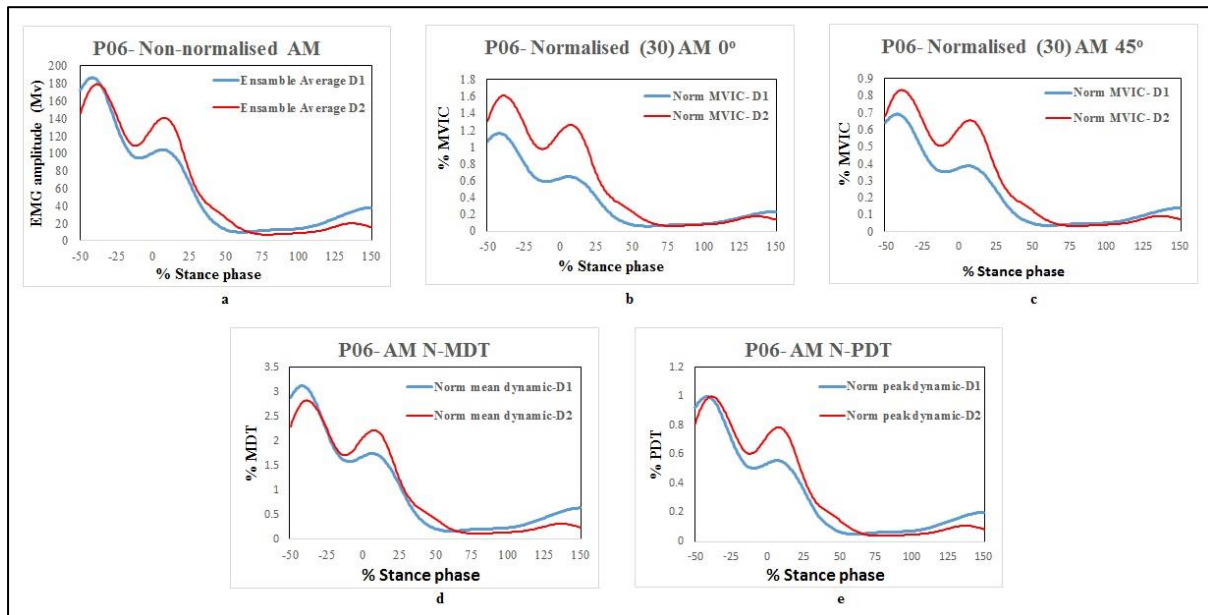 P06- Non-normalised AM
EMG amplitude (Mv)
200
180
160
140
120
100
80
60
40
20
0
Ensamble Average D1
Ensamble Average D2
-50 -25 0 25 50 75 100 125 150
% Stance phase
a
P06- Normalised (30) AM 0º
% MVIC
1.8
1.6
1.4
1.2
1
0.8
0.6
0.4
0.2
0
Norm MVIC- D1
Norm MVIC- D2
-50 -25 0 25 50 75 100 125 150
% Stance phase
b
P06- Normalised (30) AM 45º
% MVIC
0.9
0.8
0.7
0.6
0.5
0.4
0.3
0.2
0.1
0
Norm MVIC- D1
Norm MVIC- D2
-50 -25 0 25 50 75 100 125 150
% Stance phase
c
P06- AM N-MDT
% MDT
3.5
3
2.5
2
1.5
1
0.5
0
Norm mean dynamic-D1
Norm mean dynamic-D2
-50 -25 0 25 50 75 100 125 150
% Stance phase
d
P06- AM N-PDT
% PDT
1.2
1
0.8
0.6
0.4
0.2
0
Norm peak dynamic-D1
Norm peak dynamic-D2
-50 -25 0 25 50 75 100 125 150
% Stance phase
e